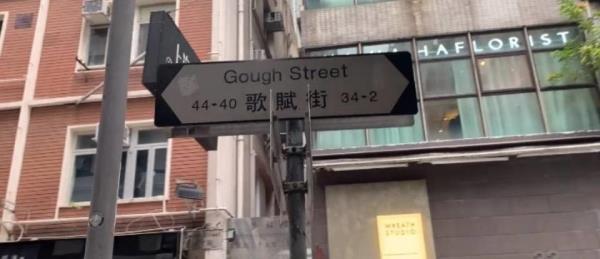 HAFLORIST
Gough Street
44-40 歌賦街 34-2
WREATH
STUDIO